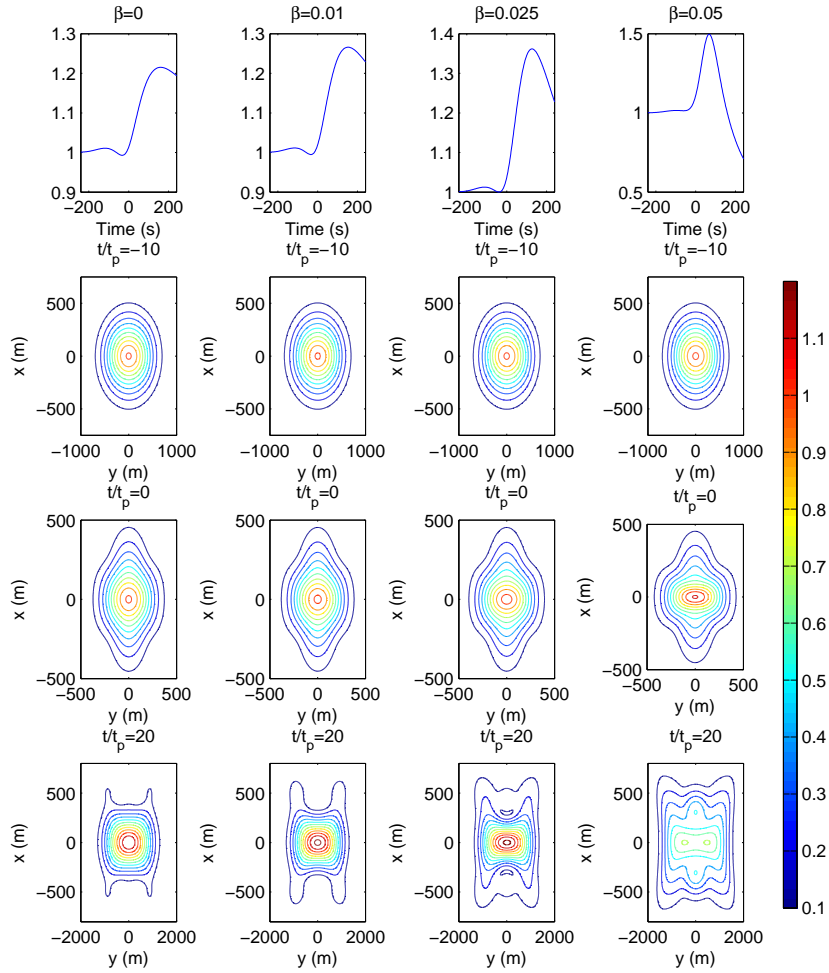 β=0 β=0.01 β=0.025 β=0.05
1.3 1.3 1.4 1.5
1.2 1.2 1.3
1.1 1.1 1.2 1
1 1 1.1
0.9 0.9 1 0.5
−200 0 200 −200 0 200 −200 0 200 −200 0 200
Time (s) Time (s) Time (s) Time (s)
t/tp=−10 t/tp=−10 t/tp=−10 t/tp=−10
x (m) x (m) x (m) x (m)
500 500 500 500
0 0 0 0
−500 −500 −500 −500
−1000 0 1000 −1000 0 1000 −1000 0 1000 −1000 0 1000
y (m) y (m) y (m) y (m)
t/tp=0 t/tp=0 t/tp=0 t/tp=0
x (m) x (m) x (m) x (m)
500 500 500 500
0 0 0 0
−500 −500 −500 −500
−500 0 500 −500 0 500 −500 0 500 −500 0 500
y (m) y (m) y (m) y (m)
t/tp=20 t/tp=20 t/tp=20 t/tp=20
x (m) x (m) x (m) x (m)
500 500 500 500
0 0 0 0
−500 −500 −500 −500
−2000 0 2000 −2000 0 2000 −2000 0 2000 −2000 0 2000
y (m) y (m) y (m) y (m)
1.1
1
0.9
0.8
0.7
0.6
0.5
0.4
0.3
0.2
0.1